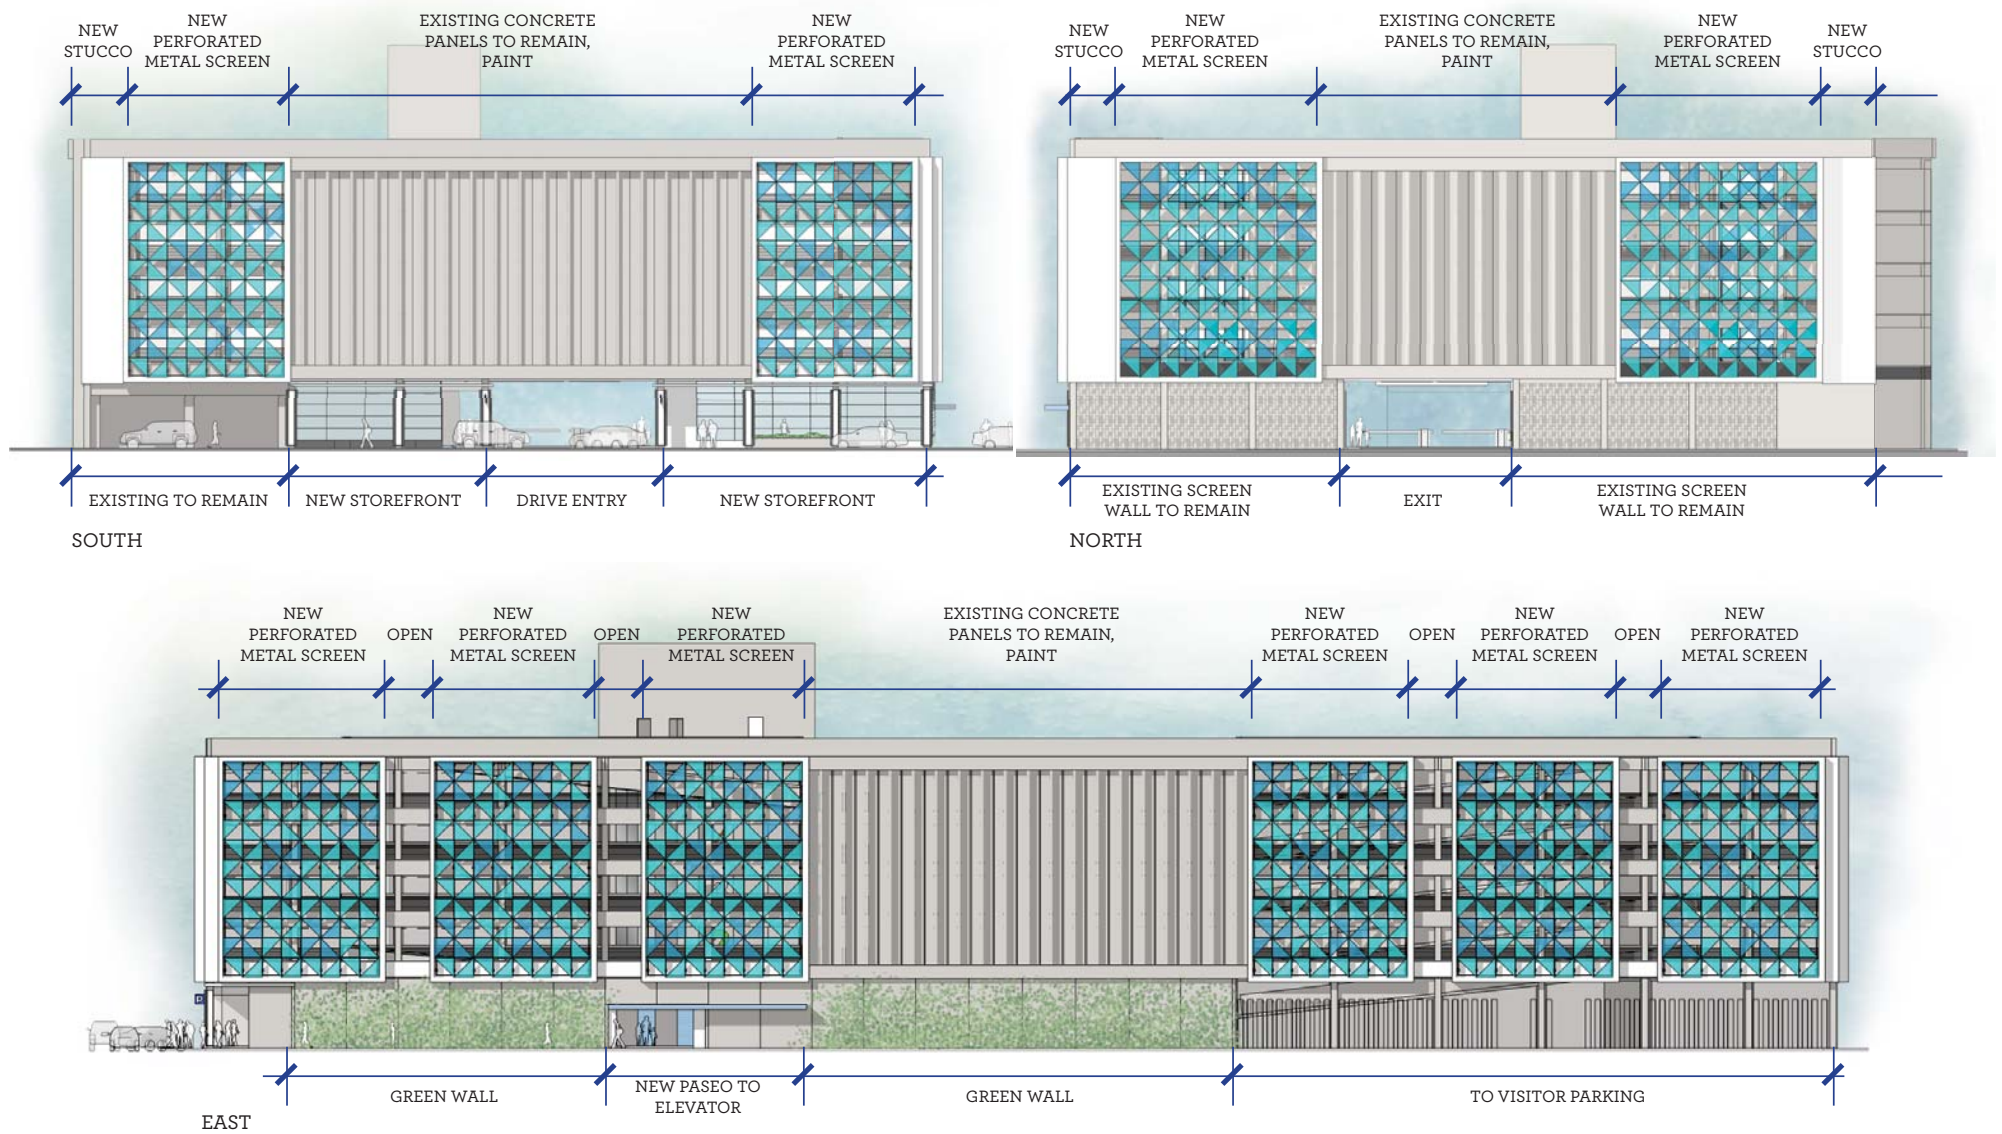 NEW
STUCCO
NEW
PERFORATED
METAL SCREEN
EXISTING CONCRETE
PANELS TO REMAIN,
PAINT
NEW
PERFORATED
METAL SCREEN
EXISTING TO REMAIN
NEW STOREFRONT
DRIVE ENTRY
NEW STOREFRONT
SOUTH
NEW
STUCCO
NEW
PERFORATED
METAL SCREEN
EXISTING CONCRETE
PANELS TO REMAIN,
PAINT
NEW
PERFORATED
METAL SCREEN
NEW
STUCCO
EXISTING SCREEN
WALL TO REMAIN
EXIT
EXISTING SCREEN
WALL TO REMAIN
NORTH
NEW
PERFORATED
METAL SCREEN
OPEN
NEW
PERFORATED
METAL SCREEN
OPEN
NEW
PERFORATED
METAL SCREEN
EXISTING CONCRETE
PANELS TO REMAIN,
PAINT
NEW
PERFORATED
METAL SCREEN
OPEN
NEW
PERFORATED
METAL SCREEN
OPEN
NEW
PERFORATED
METAL SCREEN
P
GREEN WALL
NEW PASEO TO
ELEVATOR
GREEN WALL
TO VISITOR PARKING
EAST